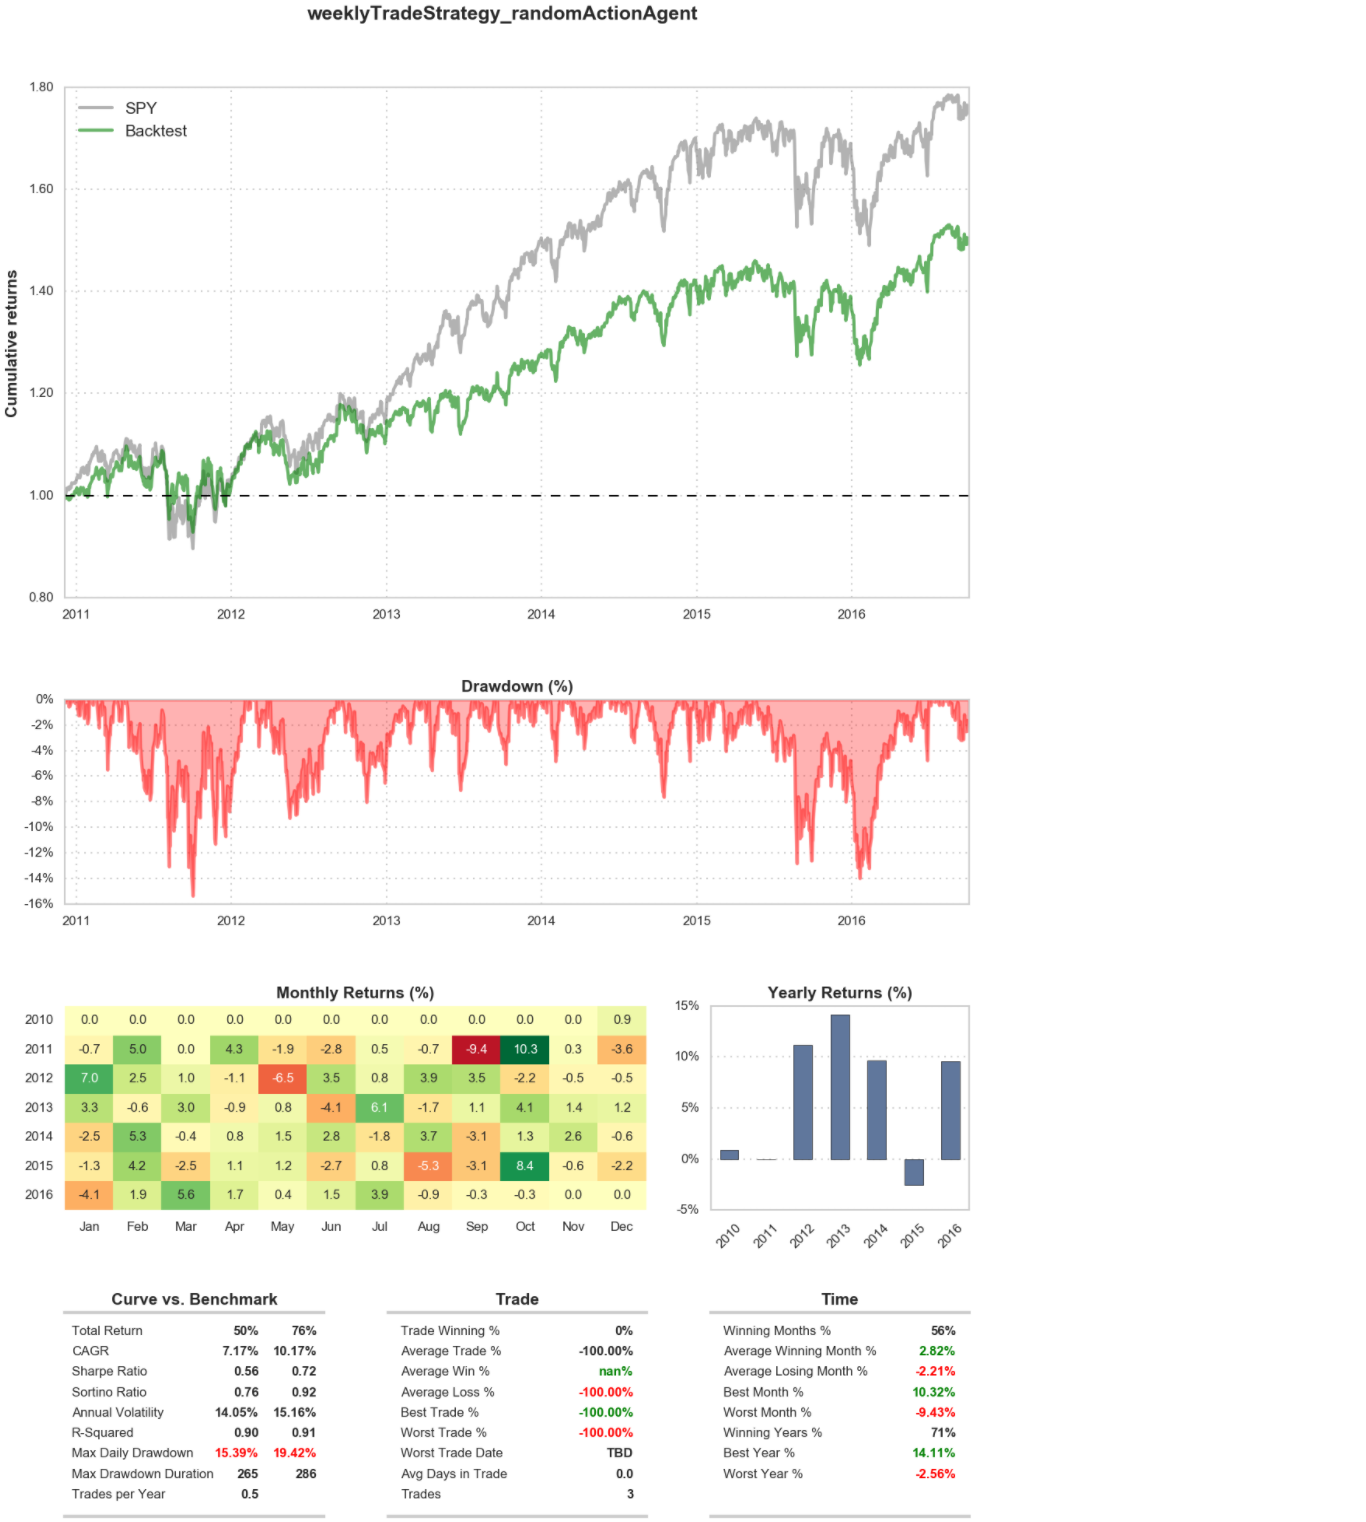 weeklyTradeStrategy_randomActionAgent
1.80
SPY
Backtest
1.60
1.40
Cumulative returns
1.20
1.00
0.80
2011 2012 2013 2014 2015 2016
Drawdown (%)
0%
-2%
-4%
-6%
-8%
-10%
-12%
-14%
-16%
2011 2012 2013 2014 2015 2016
Monthly Returns (%)
2010 0.0 0.0 0.0 0.0 0.0 0.0 0.0 0.0 0.0 0.0 0.0 0.9
2011 -0.7 5.0 0.0 4.3 -1.9 -2.8 0.5 -0.7 -9.4 10.3 0.3 -3.6
2012 7.0 2.5 1.0 -1.1 -6.5 3.5 0.8 3.9 3.5 -2.2 -0.5 -0.5
2013 3.3 -0.6 3.0 -0.9 0.8 -4.1 6.1 -1.7 1.1 4.1 1.4 1.2
2014 -2.5 5.3 -0.4 0.8 1.5 2.8 -1.8 3.7 -3.1 1.3 2.6 -0.6
2015 -1.3 4.2 -2.5 1.1 1.2 -2.7 0.8 -5.3 -3.1 8.4 -0.6 -2.2
2016 -4.1 1.9 5.6 1.7 0.4 1.5 3.9 -0.9 -0.3 -0.3 0.0 0.0
Jan Feb Mar Apr May Jun Jul Aug Sep Oct Nov Dec
Yearly Returns (%)
15%
10%
5%
0%
-5%
2010 2011 2012 2013 2014 2015 2016
Curve vs. Benchmark
Total Return 50% 76%
CAGR 7.17% 10.17%
Sharpe Ratio 0.56 0.72
Sortino Ratio 0.76 0.92
Annual Volatility 14.05% 15.16%
R-Squared 0.90 0.91
Max Daily Drawdown 15.39% 19.42%
Max Drawdown Duration 265 286
Trades per Year 0.5
Trade
Trade Winning % 0%
Average Trade % -100.00%
Average Win % nan%
Average Loss % -100.00%
Best Trade % -100.00%
Worst Trade % -100.00%
Worst Trade Date TBD
Avg Days in Trade 0.0
Trades 3
Time
Winning Months % 56%
Average Winning Month % 2.82%
Average Losing Month % -2.21%
Best Month % 10.32%
Worst Month % -9.43%
Winning Years % 71%
Best Year % 14.11%
Worst Year % -2.56%